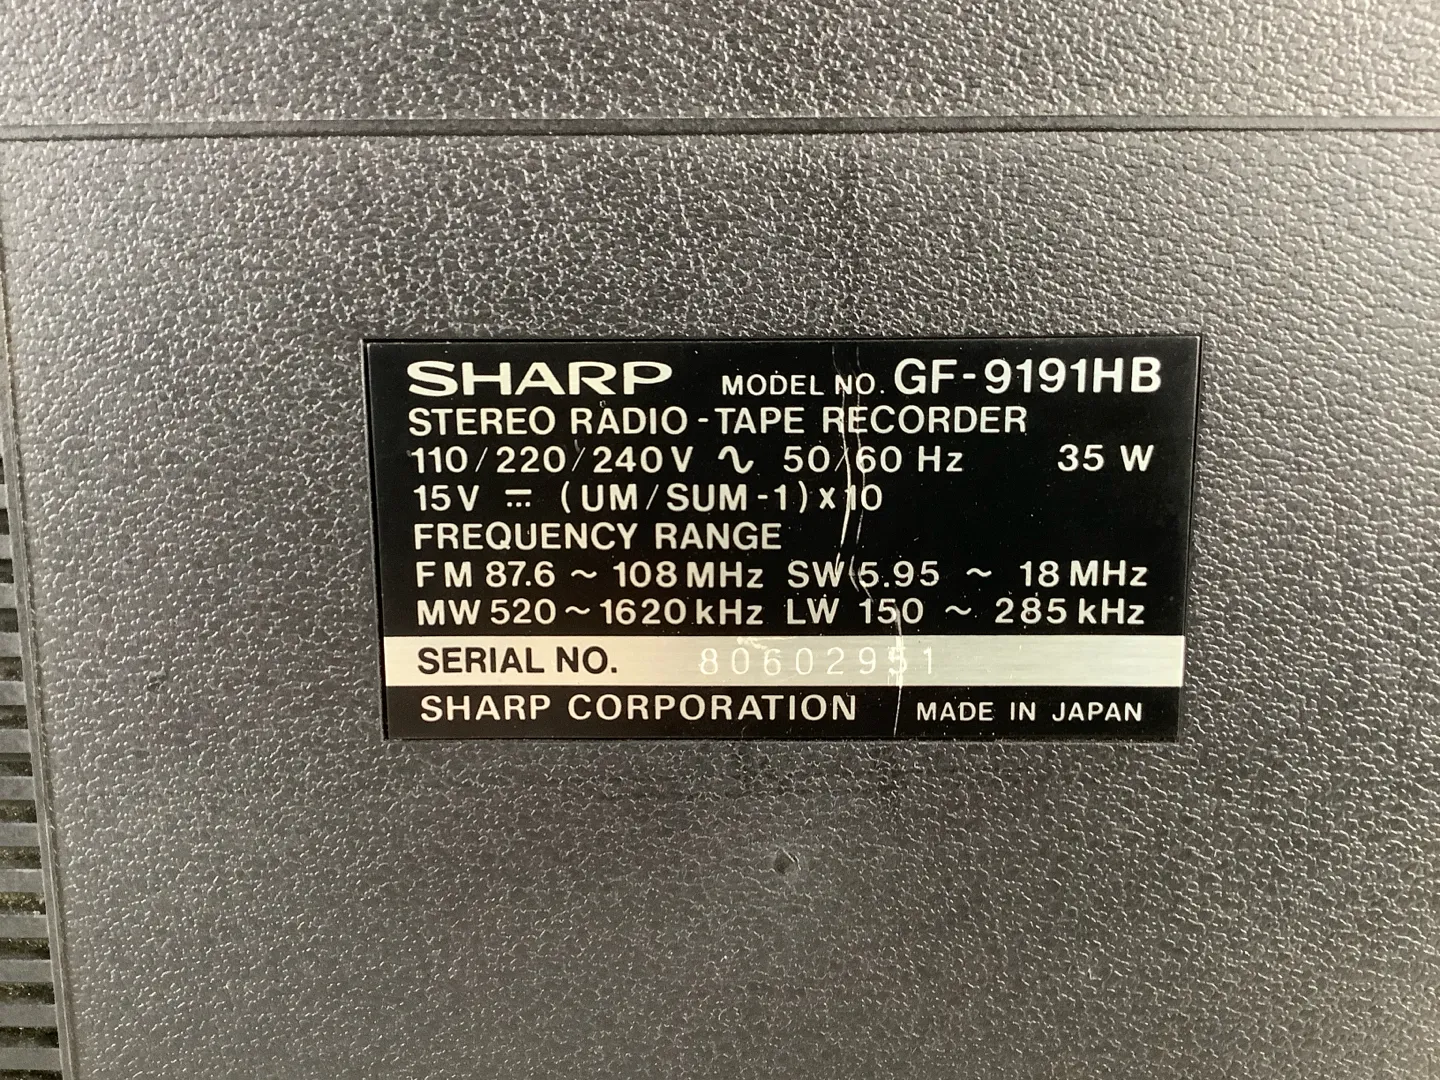 SHARP MODEL NO. GF-9191HB
STEREO RADIO-TAPE RECORDER
110/220/240V ∿ 50/60 Hz 35 W
15V ⎓ (UM/SUM-1)x10
FREQUENCY RANGE
FM 87.6 ~ 108 MHz SW 5.95 ~ 18 MHz
MW 520 ~ 1620 kHz LW 150 ~ 285 kHz
SERIAL NO. 80602951
SHARP CORPORATION MADE IN JAPAN